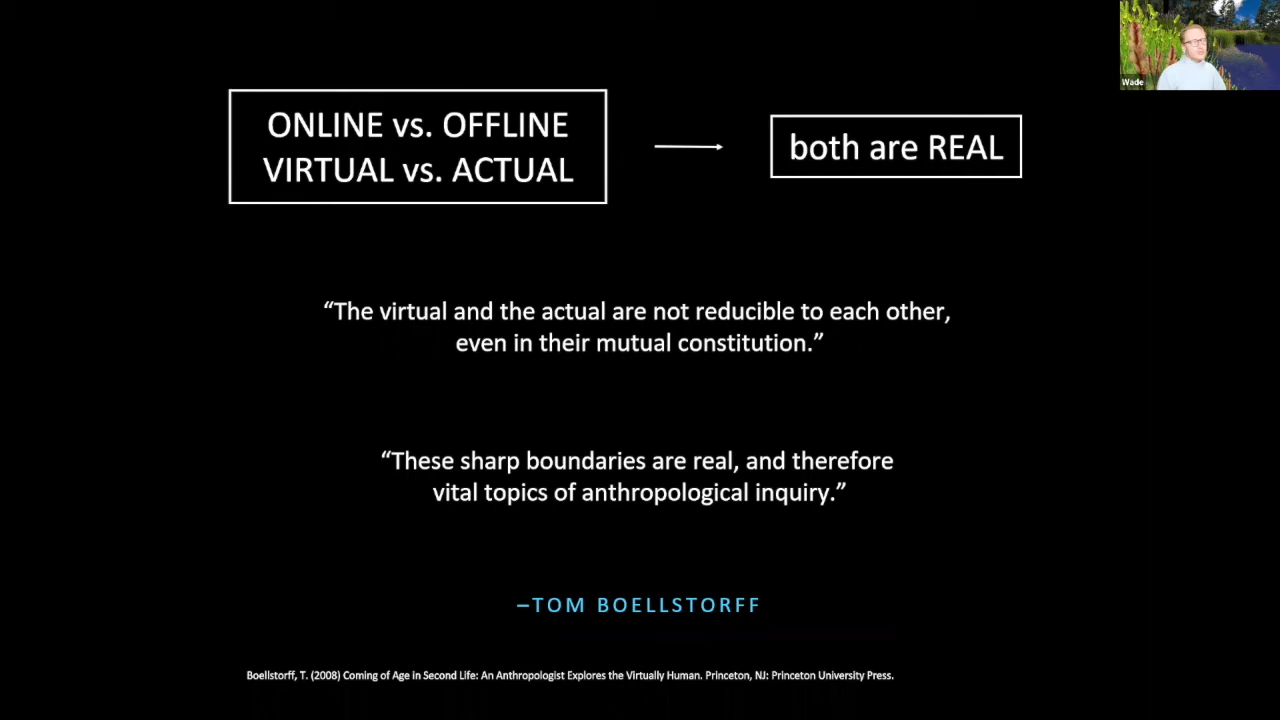 Wade
ONLINE vs. OFFLINE
VIRTUAL vs. ACTUAL
both are REAL
“The virtual and the actual are not reducible to each other,
even in their mutual constitution.”
“These sharp boundaries are real, and therefore
vital topics of anthropological inquiry.”
–TOM BOELLSTORFF
Boellstorff, T. (2008) Coming of Age in Second Life: An Anthropologist Explores the Virtually Human. Princeton, NJ: Princeton University Press.